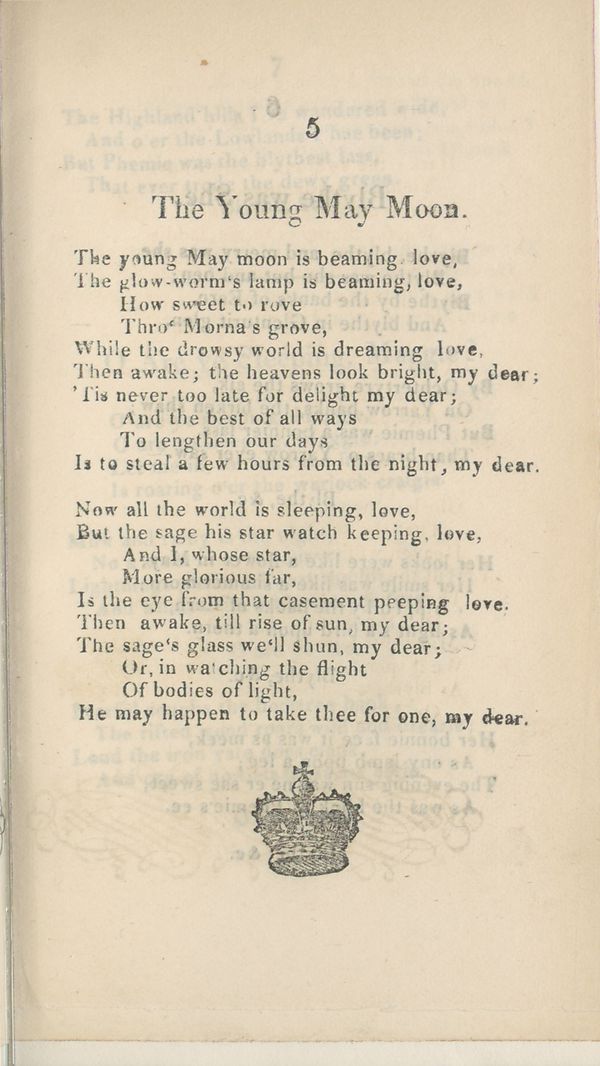 5
The Young May Moon.
The young May moon is beaming love,
The glow-worm‘s lamp is beaming, love,
How sweet to rove
Thro‘ Morna's grove,
While the drowsy world is dreaming love,
Then awake; the heavens look bright, my dear;
'Tis never too late for delight my dear;
And the best of all ways
To lengthen our days
Is to steal a few hours from the night, my dear.
Now all the world is sleeping, love,
But the sage his star watch keeping, love,
And I, whose star,
More glorious far,
Is the eye from that casement peeping love.
Then awake, till rise of sun, my dear;
The sage‘s glass we‘ll shun, my dear;
Or, in watching the flight
Of bodies of light,
He may happen to take thee for one, my dear.